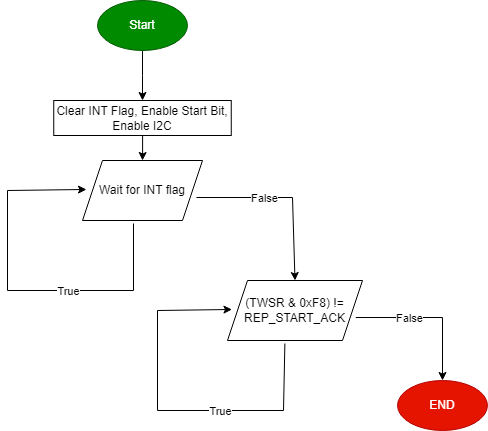 Start
Clear INT Flag, Enable Start Bit,
Enable I2C
Wait for INT flag
False
True
(TWSR & 0xF8) !=
REP_START_ACK
False
True
END